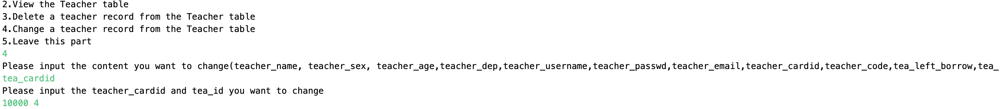 2.View the Teacher table
3.Delete a teacher record from the Teacher table
4.Change a teacher record from the Teacher table
5.Leave this part
4
Please input the content you want to change(teacher_name, teacher_sex, teacher_age,teacher_dep,teacher_username,teacher_passwd,teacher_email,teacher_cardid,teacher_code,tea_left_borrow,tea_
tea_cardid
Please input the teacher_cardid and tea_id you want to change
10000 4